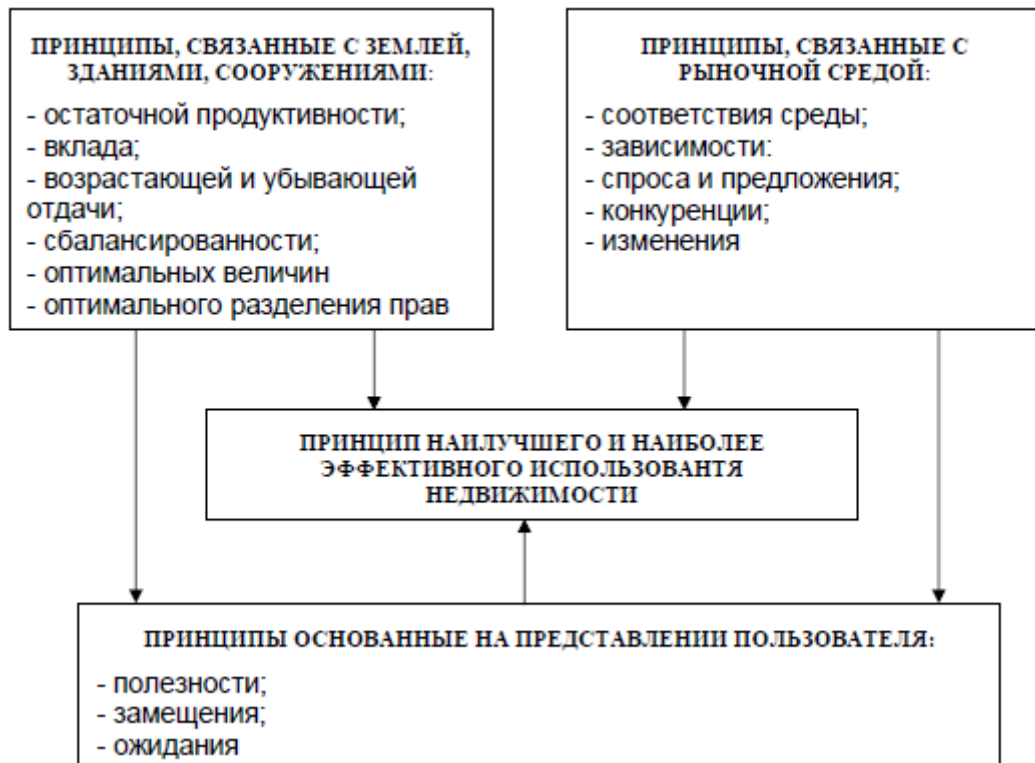 ПРИНЦИПЫ, СВЯЗАННЫЕ С ЗЕМЛЕЙ,
ЗДАНИЯМИ, СООРУЖЕНИЯМИ:
- остаточной продуктивности;
- вклада;
- возрастающей и убывающей
отдачи;
- сбалансированности;
- оптимальных величин
- оптимального разделения прав
ПРИНЦИПЫ, СВЯЗАННЫЕ С
РЫНОЧНОЙ СРЕДОЙ:
- соответствия среды;
- зависимости:
- спроса и предложения;
- конкуренции;
- изменения
ПРИНЦИП НАИЛУЧШЕГО И НАИБОЛЕЕ
ЭФФЕКТИВНОГО ИСПОЛЬЗОВАНТЯ
НЕДВИЖИМОСТИ
ПРИНЦИПЫ ОСНОВАННЫЕ НА ПРЕДСТАВЛЕНИИ ПОЛЬЗОВАТЕЛЯ:
- полезности;
- замещения;
- ожидания